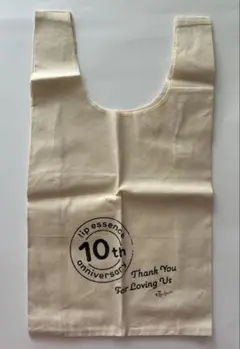 lip essence
10th
anniversary
Thank You
For Loving Us